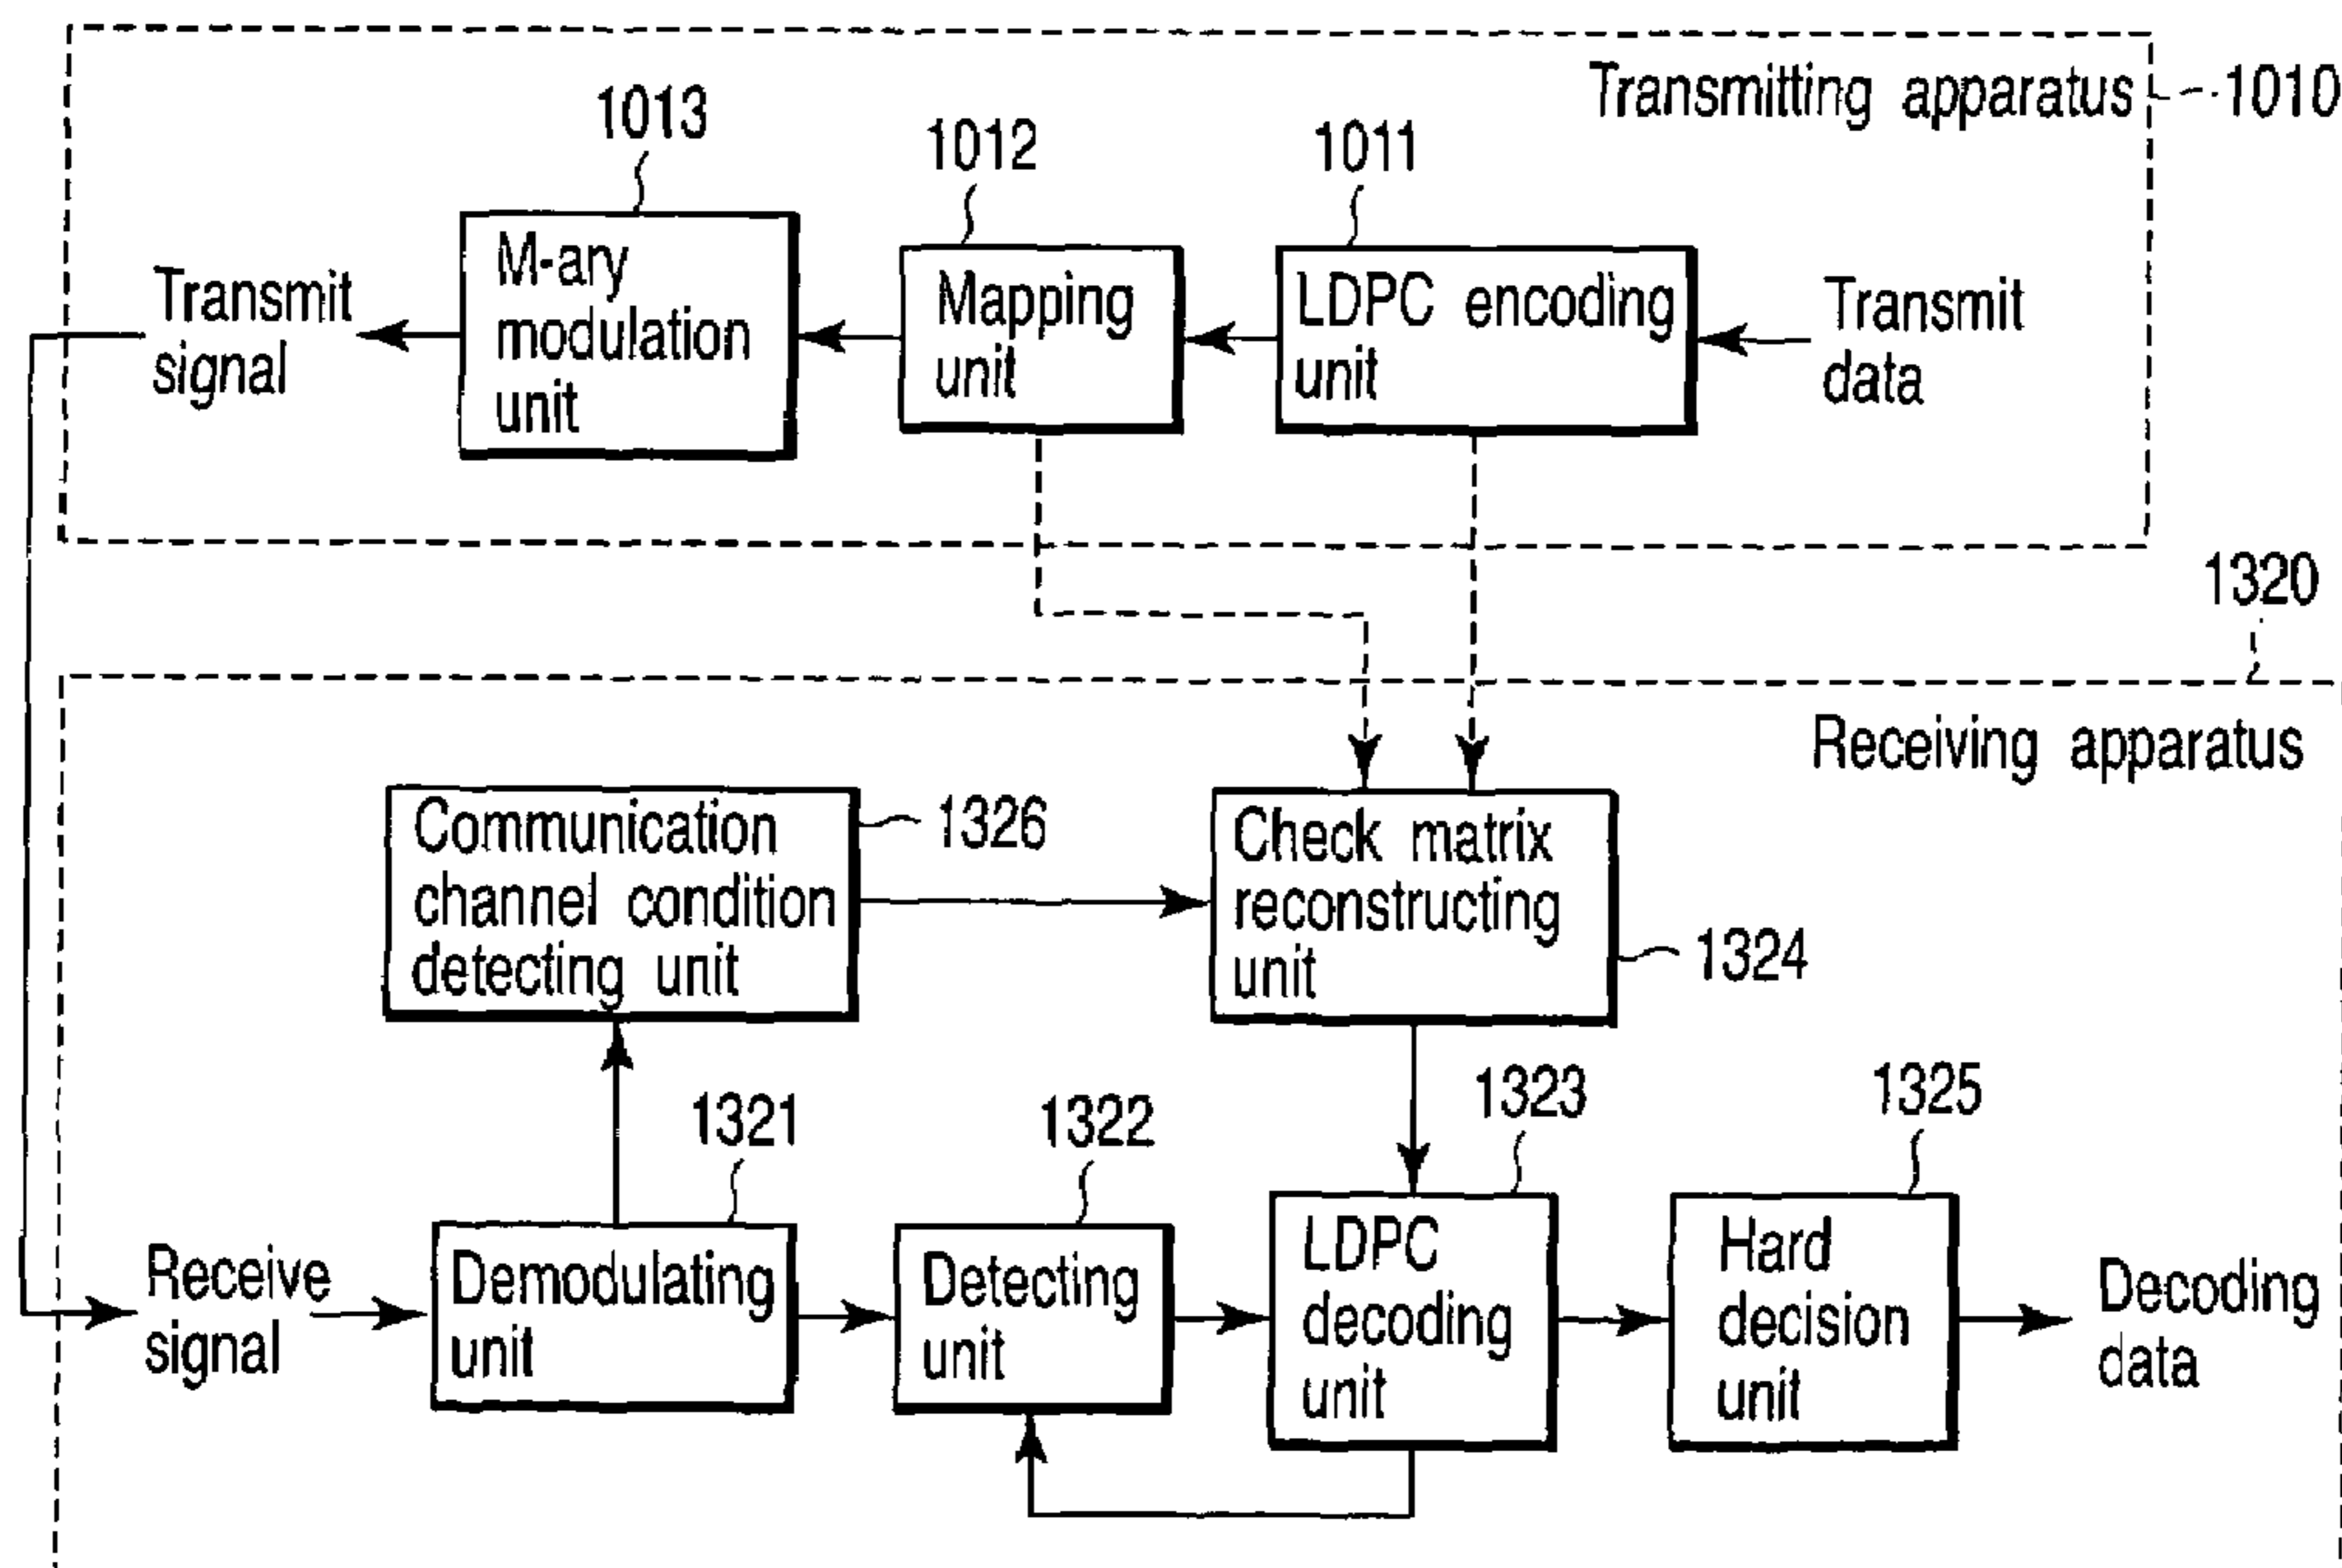 Transmitting apparatus
1010
1013
1012
1011
Transmit
signal
M-ary
modulation
unit
Mapping
unit
LDPC encoding
unit
Transmit
data
1320
Receiving apparatus
Communication
channel condition
detecting unit
1326
Check matrix
reconstructing
unit
1324
1321
1322
1323
1325
Receive
signal
Demodulating
unit
Detecting
unit
LDPC
decoding
unit
Hard
decision
unit
Decoding
data